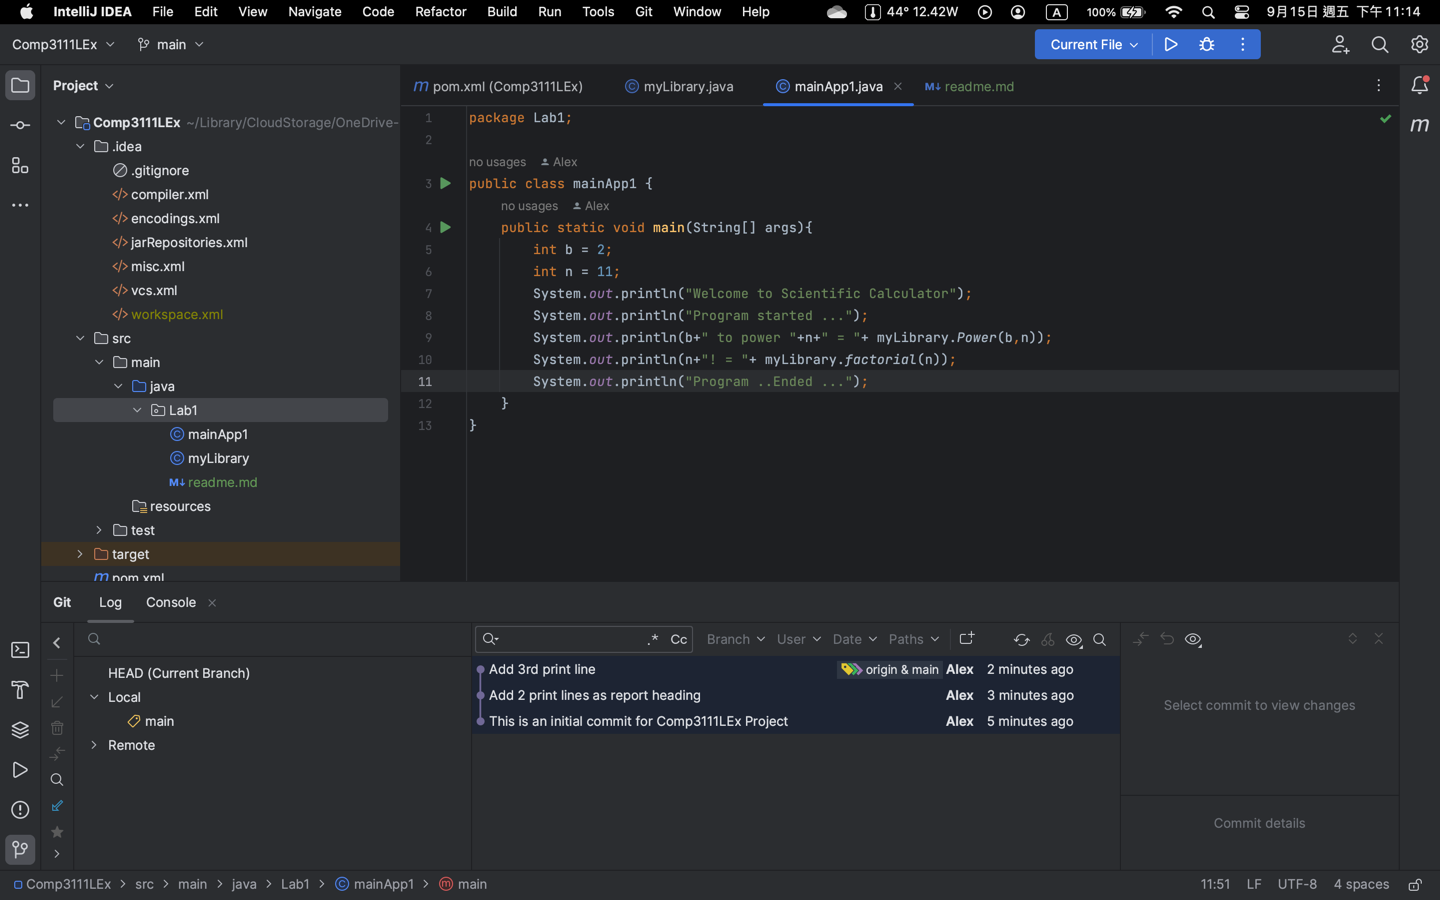 IntelliJ IDEA File Edit View Navigate Code Refactor Build Run Tools Git Window Help 44° 12.42W A 100% 9月15日 週五 下午 11:14
Comp3111LEx main Current File
Project
pom.xml (Comp3111LEx) myLibrary.java mainApp1.java readme.md
Comp3111LEx ~/Library/CloudStorage/OneDrive-
.idea
.gitignore
compiler.xml
encodings.xml
jarRepositories.xml
misc.xml
vcs.xml
workspace.xml
src
main
java
Lab1
mainApp1
myLibrary
readme.md
resources
test
target
pom.xml
1 package Lab1;
2
no usages Alex
3 public class mainApp1 {
no usages Alex
4 public static void main(String[] args){
5 int b = 2;
6 int n = 11;
7 System.out.println("Welcome to Scientific Calculator");
8 System.out.println("Program started ...");
9 System.out.println(b+" to power "+n+" = "+ myLibrary.Power(b,n));
10 System.out.println(n+"! = "+ myLibrary.factorial(n));
11 System.out.println("Program ..Ended ...");
12 }
13 }
Git Log Console
.* Cc Branch User Date Paths
HEAD (Current Branch)
Local
main
Remote
Add 3rd print line origin & main Alex 2 minutes ago
Add 2 print lines as report heading Alex 3 minutes ago
This is an initial commit for Comp3111LEx Project Alex 5 minutes ago
Select commit to view changes
Commit details
Comp3111LEx > src > main > java > Lab1 > mainApp1 > main 11:51 LF UTF-8 4 spaces